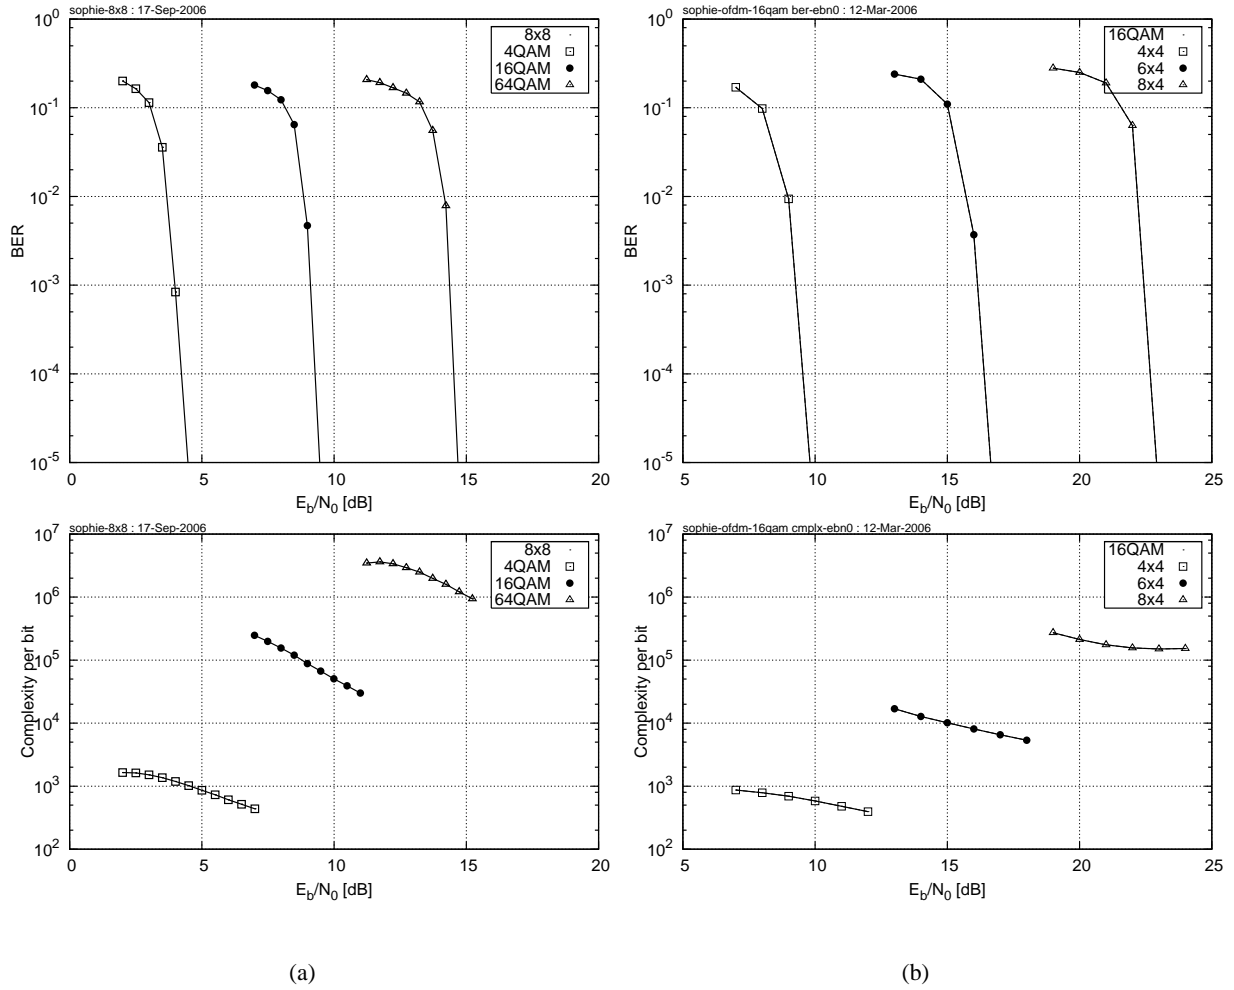 sophie-8x8 : 17-Sep-2006
10^0
10^-1
10^-2
10^-3
10^-4
10^-5
BER
8x8
4QAM
16QAM
64QAM
0 5 10 15 20
E_b/N_0 [dB]
sophie-ofdm-16qam ber-ebn0 : 12-Mar-2006
10^0
10^-1
10^-2
10^-3
10^-4
10^-5
BER
16QAM
4x4
6x4
8x4
5 10 15 20 25
E_b/N_0 [dB]
sophie-8x8 : 17-Sep-2006
10^7
10^6
10^5
10^4
10^3
10^2
Complexity per bit
8x8
4QAM
16QAM
64QAM
0 5 10 15 20
E_b/N_0 [dB]
sophie-ofdm-16qam cmplx-ebn0 : 12-Mar-2006
10^7
10^6
10^5
10^4
10^3
10^2
Complexity per bit
16QAM
4x4
6x4
8x4
5 10 15 20 25
E_b/N_0 [dB]
(a)
(b)